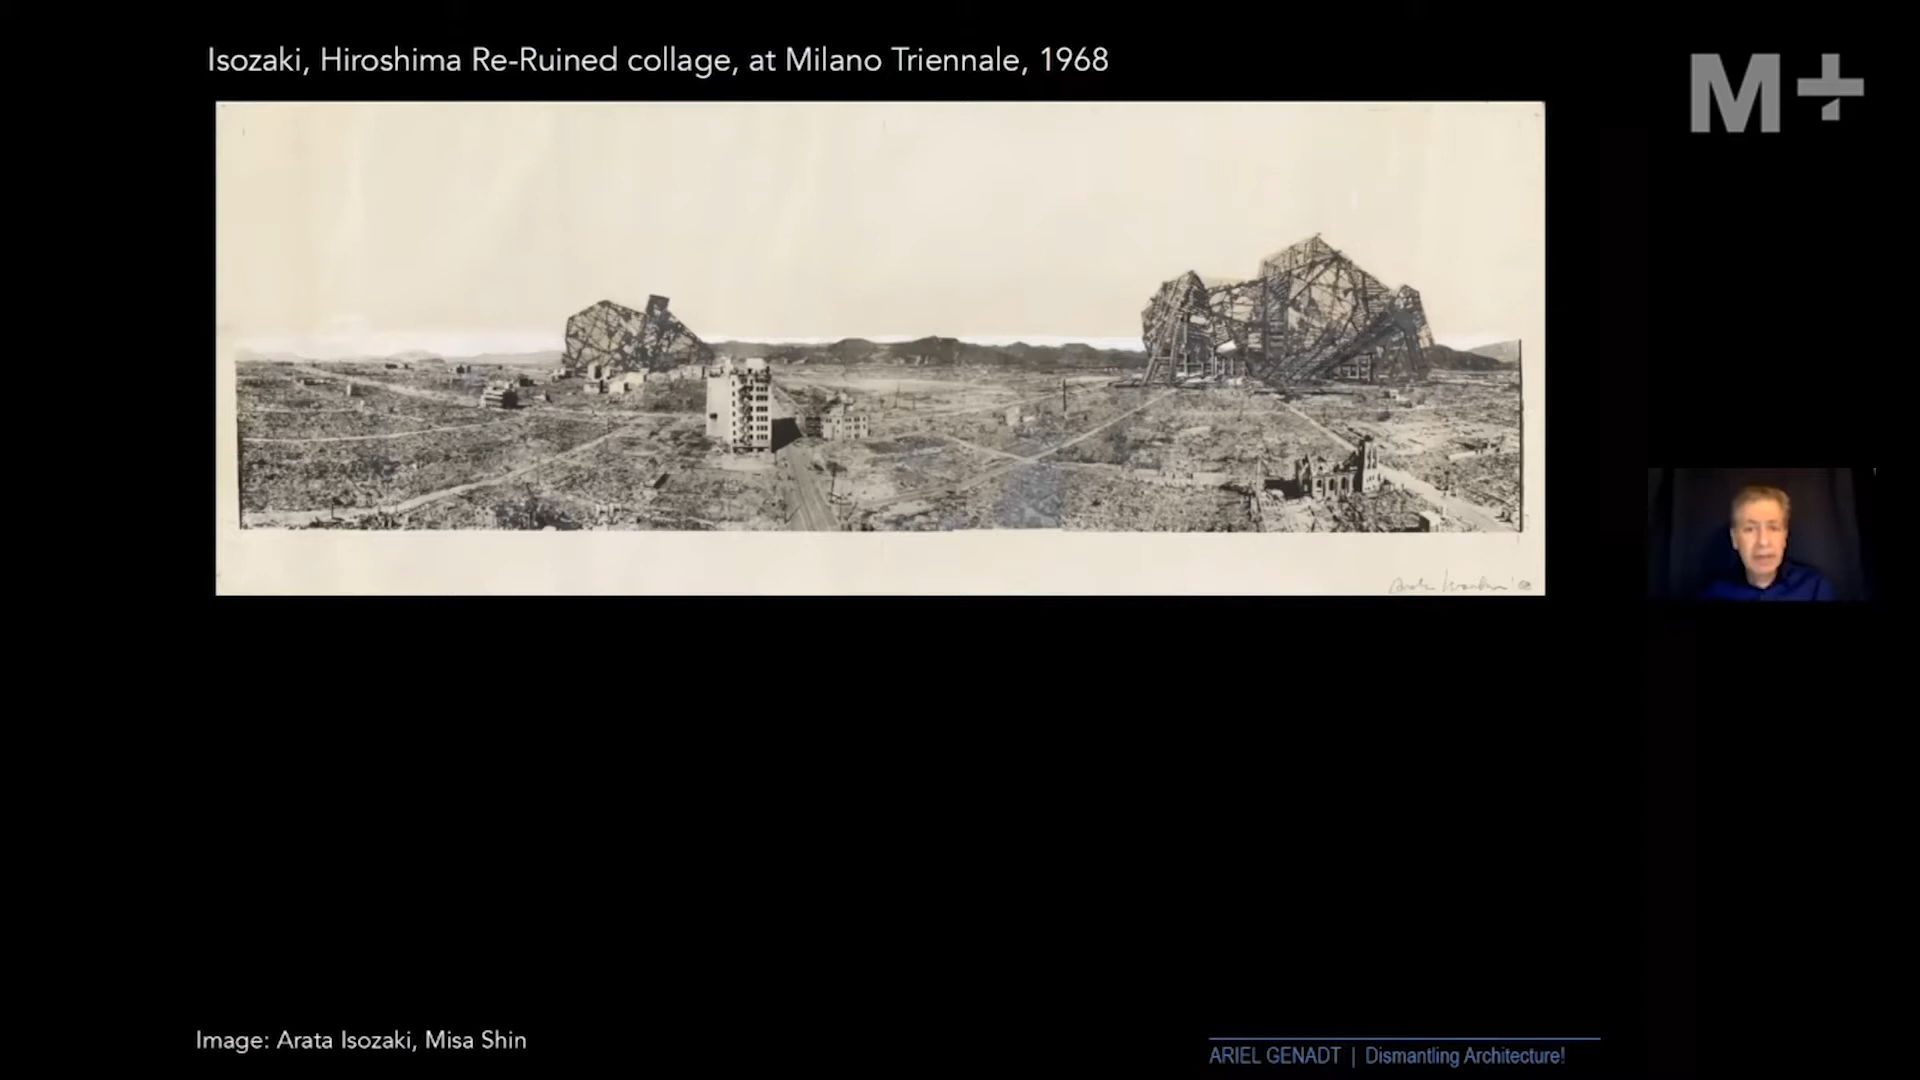 Isozaki, Hiroshima Re-Ruined collage, at Milano Triennale, 1968
M+
Image: Arata Isozaki, Misa Shin
ARIEL GENADT | Dismantling Architecture!